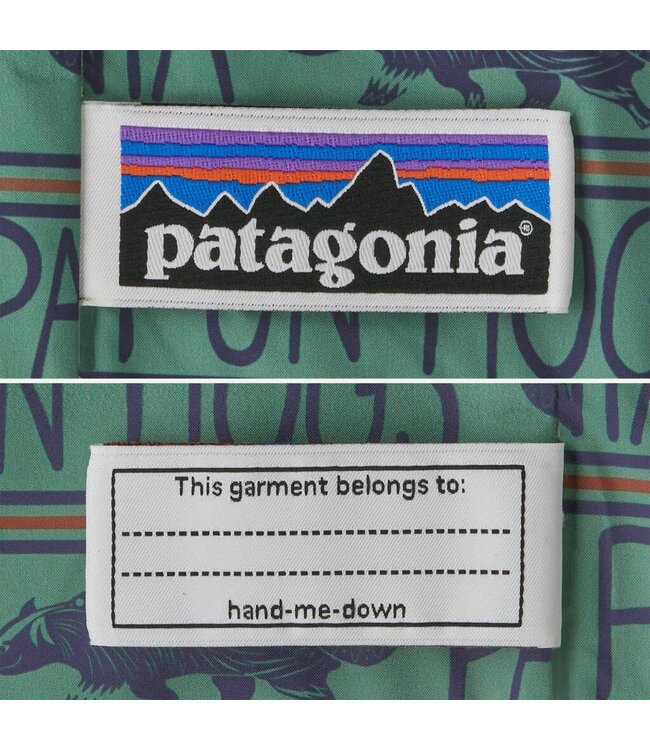 patagonia®
This garment belongs to:
hand-me-down